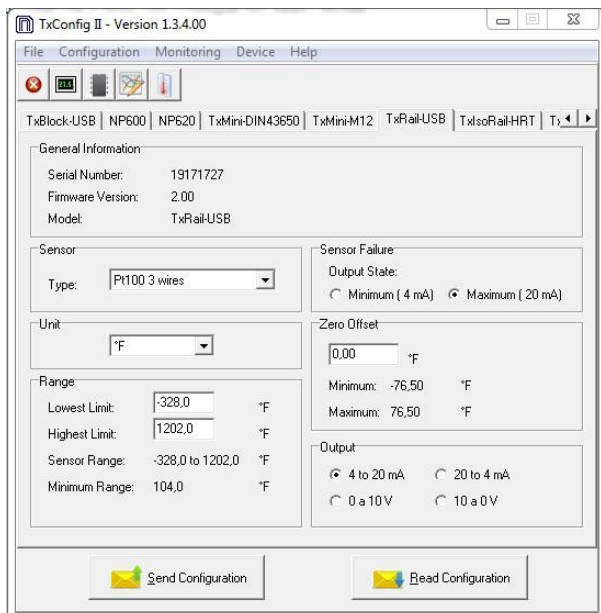 TxConfig II - Version 1.3.4.00
File Configuration Monitoring Device Help
TxBlock-USB NP600 NP620 TxMini-DIN43650 TxMini-M12 TxRail-USB TxIsoRail-HRT
General Information
Serial Number: 19171727
Firmware Version: 2.00
Model: TxRail-USB
Sensor
Type: Pt100 3 wires
Sensor Failure
Output State:
Minimum ( 4 mA) Maximum ( 20 mA)
Unit
°F
Zero Offset
0,00 °F
Minimum: -76,50 °F
Maximum: 76,50 °F
Range
Lowest Limit: -328,0 °F
Highest Limit: 1202,0 °F
Sensor Range: -328,0 to 1202,0 °F
Minimum Range: 104,0 °F
Output
4 to 20 mA 20 to 4 mA
0 a 10 V 10 a 0 V
Send Configuration Read Configuration